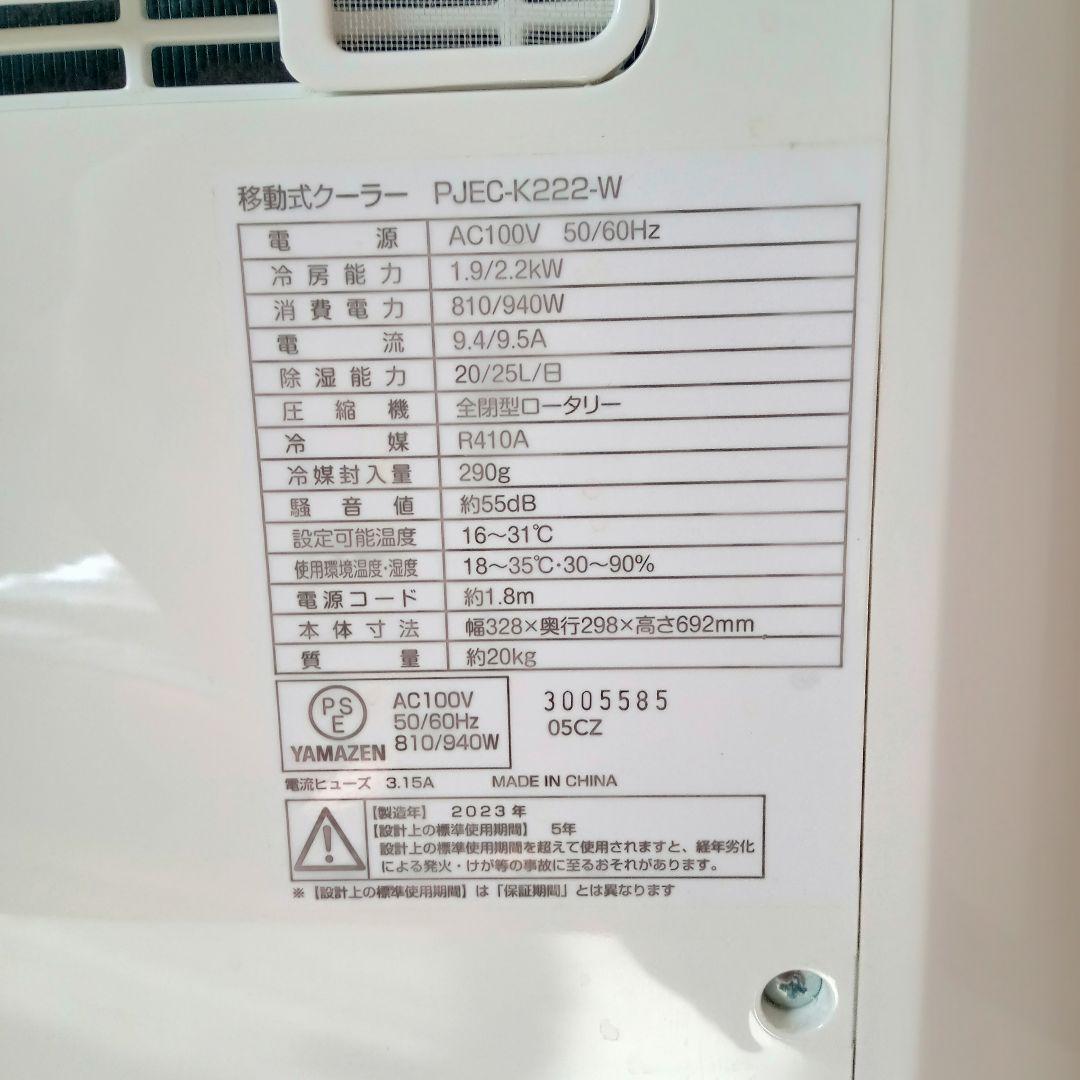 移動式クーラー PJEC-K222-W
電源 AC100V 50/60Hz
冷房能力 1.9/2.2kW
消費電力 810/940W
電流 9.4/9.5A
除湿能力 20/25L/日
圧縮機 全閉型ロータリー
冷媒 R410A
冷媒封入量 290g
騒音値 約55dB
設定可能温度 16〜31℃
使用環境温度・湿度 18〜35℃・30〜90%
電源コード 約1.8m
本体寸法 幅328×奥行298×高さ692mm
質量 約20kg
PSE
YAMAZEN
AC100V
50/60Hz
810/940W
3005585
05CZ
電流ヒューズ 3.15A MADE IN CHINA
【製造年】 2023年
【設計上の標準使用期間】 5年
設計上の標準使用期間を超えて使用されますと、経年劣化
による発火・けが等の事故に至るおそれがあります。
※【設計上の標準使用期間】は「保証期間」とは異なります